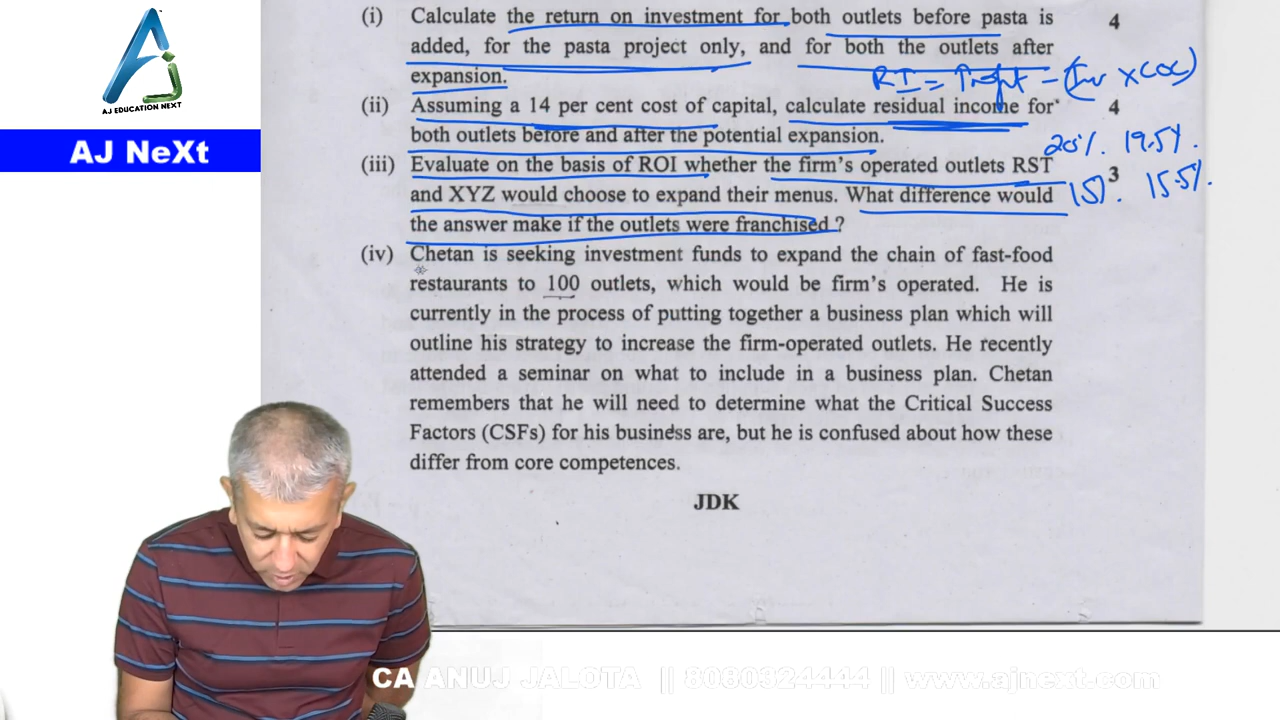 (i) Calculate the return on investment for both outlets before pasta is 4
added, for the pasta project only, and for both the outlets after
expansion.
RI = Profit - (Inv x COC)
(ii) Assuming a 14 per cent cost of capital, calculate residual income for 4
both outlets before and after the potential expansion.
20%. 19.5%.
(iii) Evaluate on the basis of ROI whether the firm's operated outlets RST 3
15%. 15.5%.
and XYZ would choose to expand their menus. What difference would
the answer make if the outlets were franchised ?
(iv) Chetan is seeking investment funds to expand the chain of fast-food
restaurants to 100 outlets, which would be firm's operated. He is
currently in the process of putting together a business plan which will
outline his strategy to increase the firm-operated outlets. He recently
attended a seminar on what to include in a business plan. Chetan
remembers that he will need to determine what the Critical Success
Factors (CSFs) for his business are, but he is confused about how these
differ from core competences.
JDK
AJ EDUCATION NEXT
AJ NeXt
CA ANUJ JALOTA || 8080924444 || www.ajnext.com